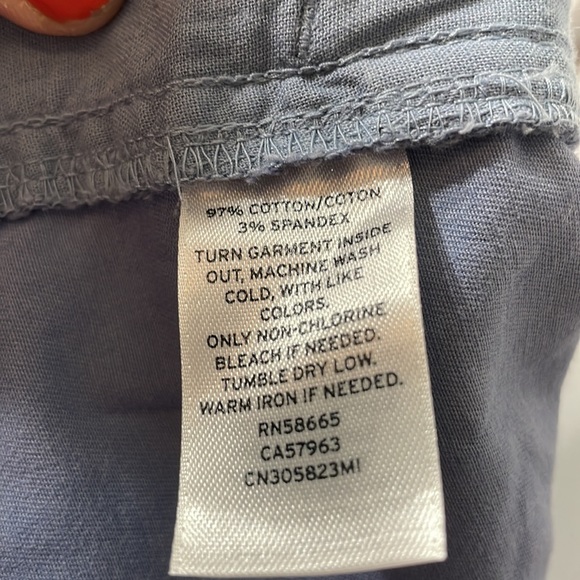 97% COTTON/COTON
3% SPANDEX
TURN GARMENT INSIDE
OUT, MACHINE WASH
COLD, WITH LIKE
COLORS.
ONLY NON-CHLORINE
BLEACH IF NEEDED.
TUMBLE DRY LOW.
WARM IRON IF NEEDED.
RN58665
CA57963
CN305823MI